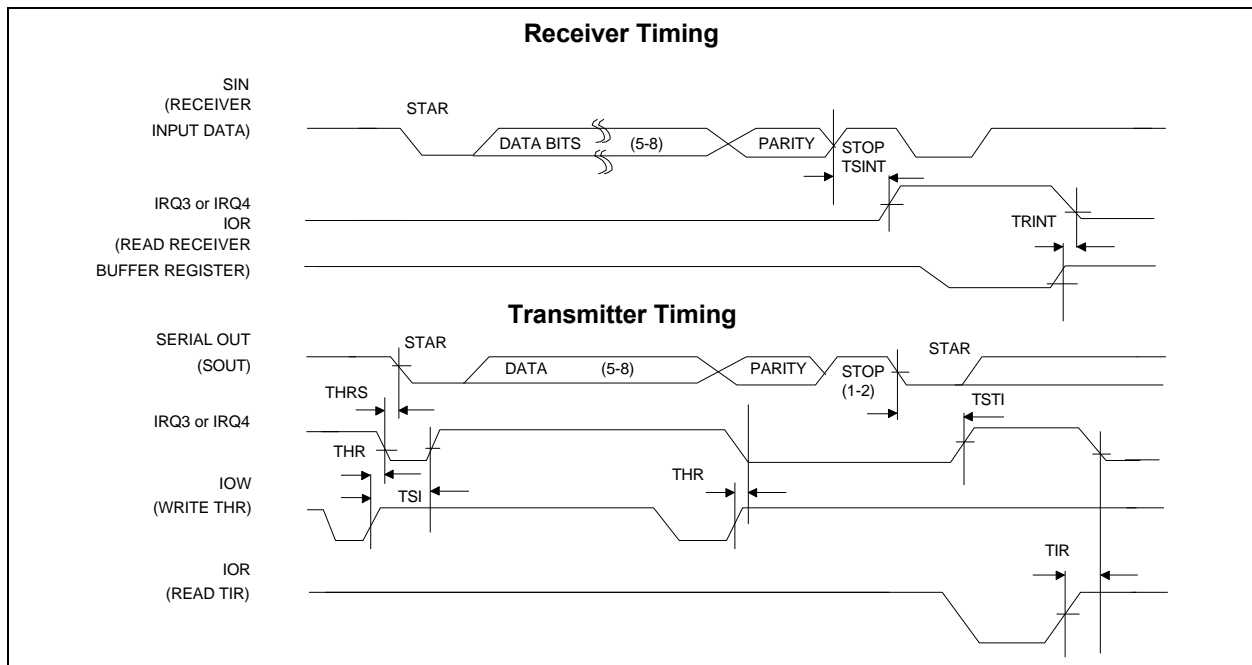 Receiver Timing
SIN
(RECEIVER
INPUT DATA)
STAR
DATA BITS (5-8)
PARITY
STOP
TSINT
IRQ3 or IRQ4
IOR
(READ RECEIVER
BUFFER REGISTER)
TRINT
Transmitter Timing
SERIAL OUT
(SOUT)
STAR
DATA (5-8)
PARITY
STOP
(1-2)
STAR
THRS
IRQ3 or IRQ4
TSTI
THR
THR
IOW
(WRITE THR)
TSI
TIR
IOR
(READ TIR)